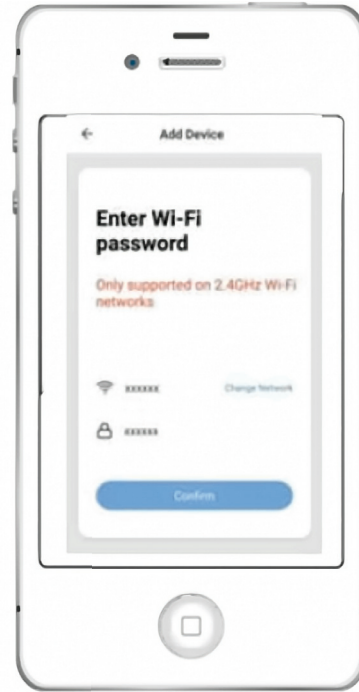 Add Device
Enter Wi-Fi
password
Only supported on 2.4GHz Wi-Fi
networks
xxxxxx
Change Network
xxxxxx
Confirm